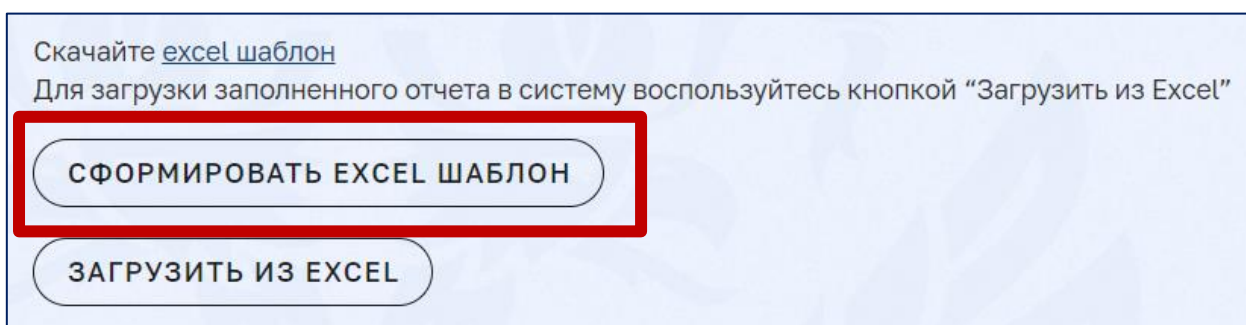 Скачайте excel шаблон
Для загрузки заполненного отчета в систему воспользуйтесь кнопкой “Загрузить из Excel”
СФОРМИРОВАТЬ EXCEL ШАБЛОН
ЗАГРУЗИТЬ ИЗ EXCEL